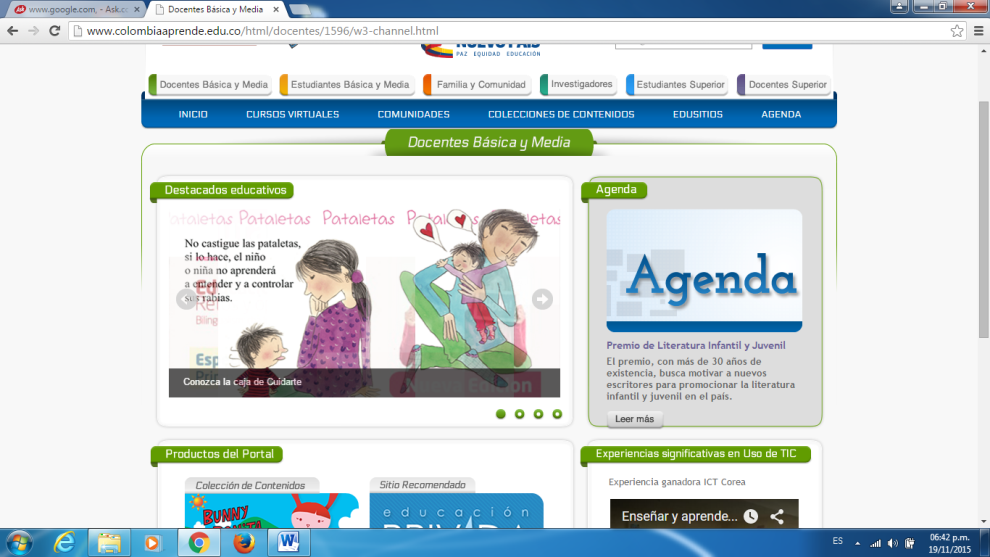 www.google.com, - Ask.co
Docentes Básica y Media
www.colombiaaprende.edu.co/html/docentes/1596/w3-channel.html
NUEVO PAÍS
PAZ EQUIDAD EDUCACIÓN
Docentes Básica y Media
Estudiantes Básica y Media
Familia y Comunidad
Investigadores
Estudiantes Superior
Docentes Superior
INICIO
CURSOS VIRTUALES
COMUNIDADES
COLECCIONES DE CONTENIDOS
EDUSITIOS
AGENDA
Docentes Básica y Media
Destacados educativos
ataletas Pataletas Pataletas Pataletas
No castigue las pataletas,
si lo hace, el niño
o niña no aprenderá
a entender y a controlar
sus rabias.
Conozca la caja de Guidarte
Agenda
Agenda
Premio de Literatura Infantil y Juvenil
El premio, con más de 30 años de
existencia, busca motivar a nuevos
escritores para promocionar la literatura
infantil y juvenil en el país.
Leer más
Productos del Portal
Colección de Contenidos
BUNNY
Sitio Recomendado
educación
PRIVADA
Experiencias significativas en Uso de TIC
Experiencia ganadora ICT Corea
Enseñar y aprende...
ES
06:42 p.m.
19/11/2015